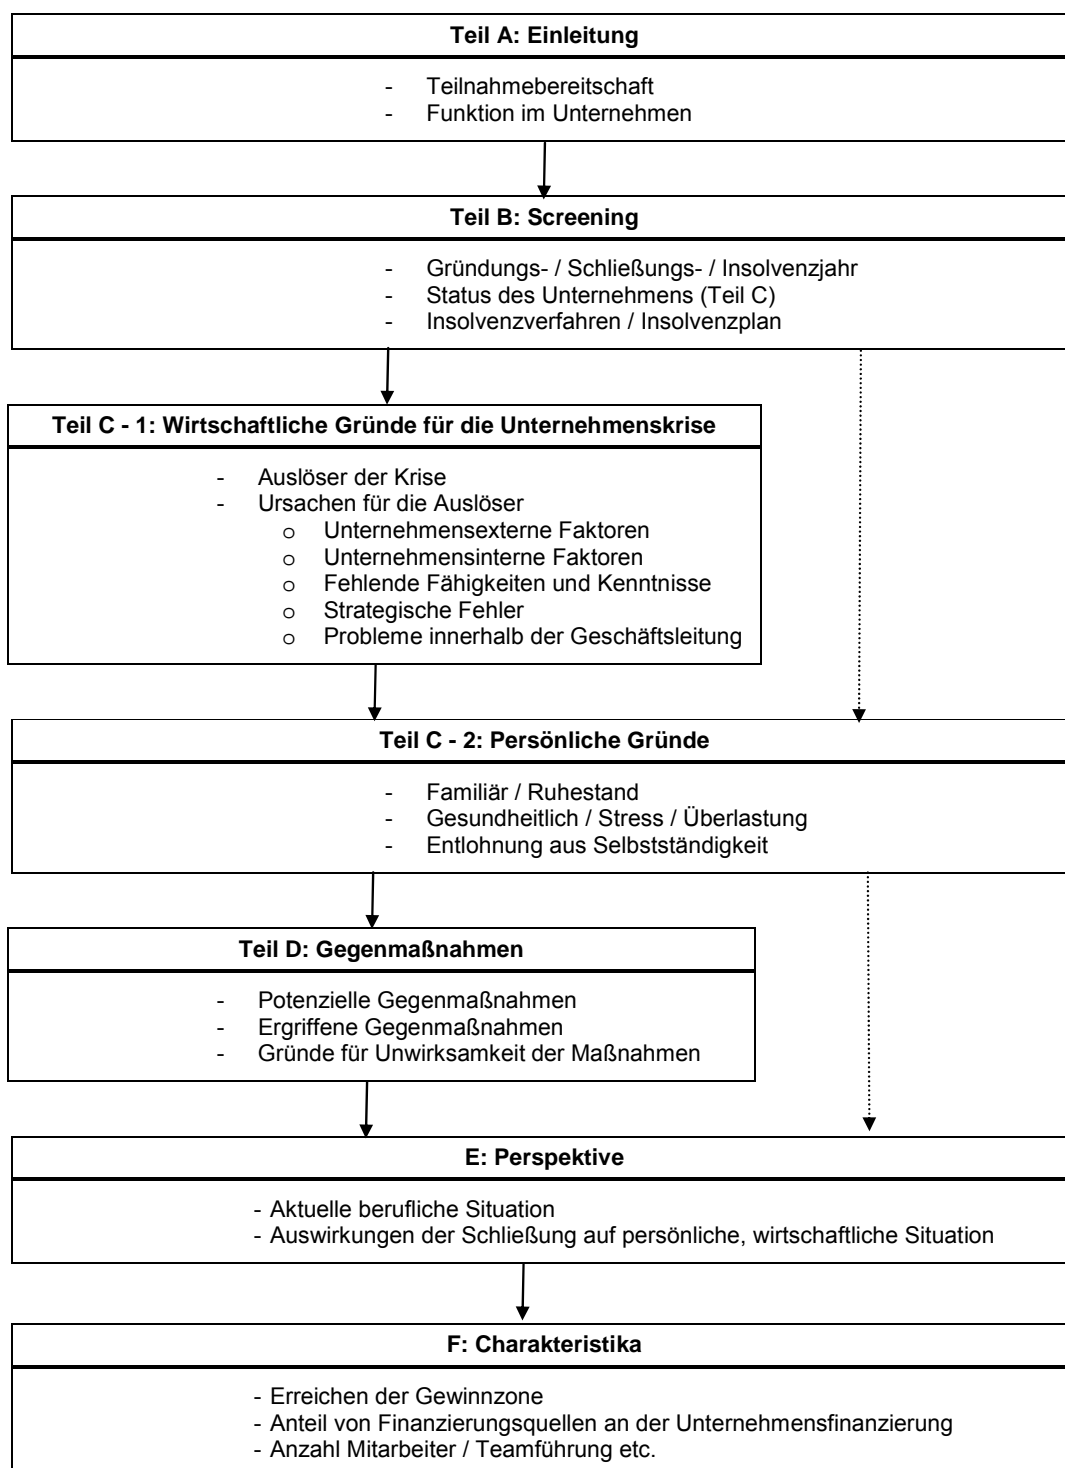 Teil A: Einleitung
- Teilnahmebereitschaft
- Funktion im Unternehmen
Teil B: Screening
- Gründungs- / Schließungs- / Insolvenzjahr
- Status des Unternehmens (Teil C)
- Insolvenzverfahren / Insolvenzplan
Teil C - 1: Wirtschaftliche Gründe für die Unternehmenskrise
- Auslöser der Krise
- Ursachen für die Auslöser
o Unternehmensexterne Faktoren
o Unternehmensinterne Faktoren
o Fehlende Fähigkeiten und Kenntnisse
o Strategische Fehler
o Probleme innerhalb der Geschäftsleitung
Teil C - 2: Persönliche Gründe
- Familiär / Ruhestand
- Gesundheitlich / Stress / Überlastung
- Entlohnung aus Selbstständigkeit
Teil D: Gegenmaßnahmen
- Potenzielle Gegenmaßnahmen
- Ergriffene Gegenmaßnahmen
- Gründe für Unwirksamkeit der Maßnahmen
E: Perspektive
- Aktuelle berufliche Situation
- Auswirkungen der Schließung auf persönliche, wirtschaftliche Situation
F: Charakteristika
- Erreichen der Gewinnzone
- Anteil von Finanzierungsquellen an der Unternehmensfinanzierung
- Anzahl Mitarbeiter / Teamführung etc.